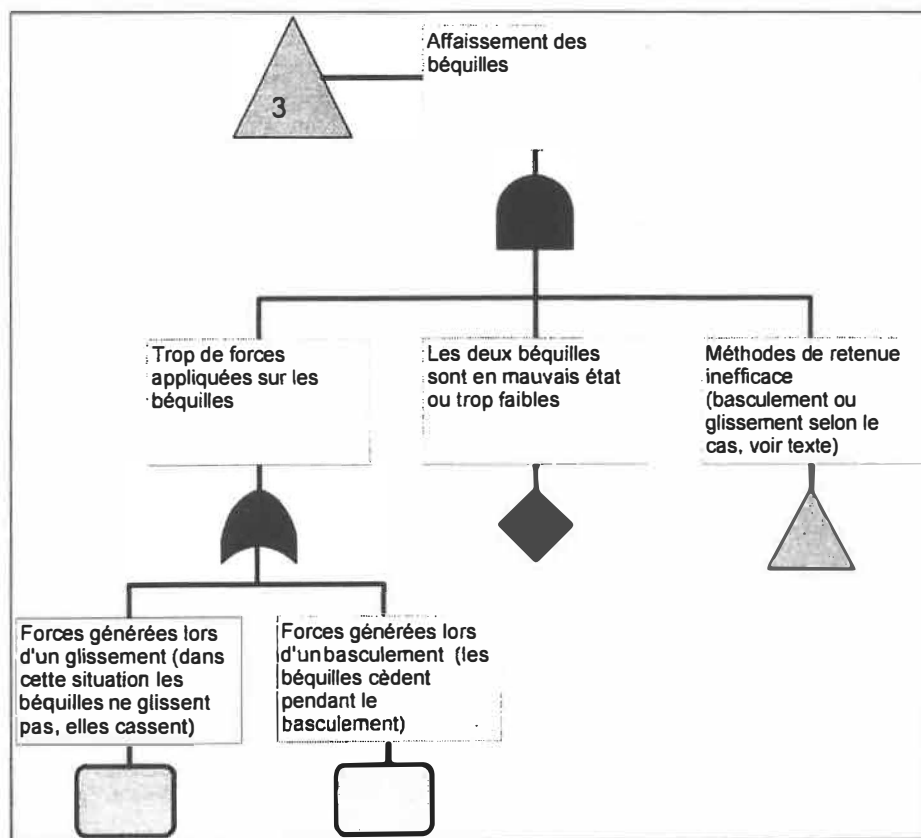 Affaissement des
béquilles
3
Trop de forces
appliquées sur les
béquilles
Les deux béquilles
sont en mauvais état
ou trop faibles
Méthodes de retenue
inefficace
(basculement ou
glissement selon le
cas, voir texte)
Forces générées lors
d'un glissement (dans
cette situation les
béquilles ne glissent
pas, elles cassent)
Forces générées lors
d'un basculement (les
béquilles cèdent
pendant le
basculement)